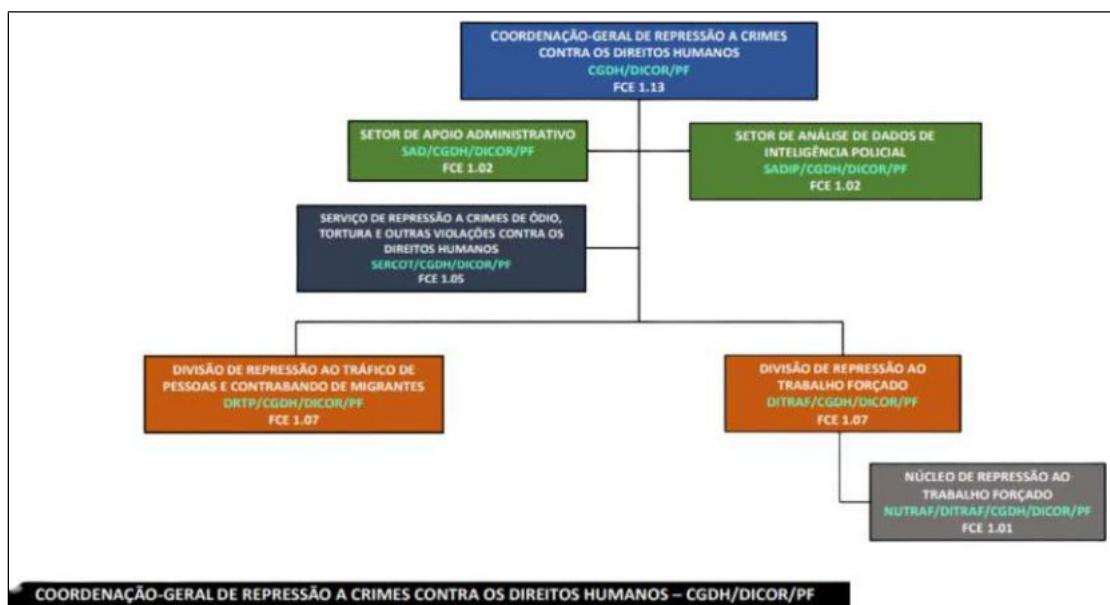 COORDENAÇÃO-GERAL DE REPRESSÃO A CRIMES
CONTRA OS DIREITOS HUMANOS
CGDH/DICOR/PF
FCE 1.13
SETOR DE APOIO ADMINISTRATIVO
SAD/CGDH/DICOR/PF
FCE 1.02
SETOR DE ANÁLISE DE DADOS DE
INTELIGÊNCIA POLICIAL
SADIP/CGDH/DICOR/PF
FCE 1.02
SERVIÇO DE REPRESSÃO A CRIMES DE ÓDIO,
TORTURA E OUTRAS VIOLAÇÕES CONTRA OS
DIREITOS HUMANOS
SERCOT/CGDH/DICOR/PF
FCE 1.05
DIVISÃO DE REPRESSÃO AO TRÁFICO DE
PESSOAS E CONTRABANDO DE MIGRANTES
DRTP/CGDH/DICOR/PF
FCE 1.07
DIVISÃO DE REPRESSÃO AO
TRABALHO FORÇADO
DITRAF/CGDH/DICOR/PF
FCE 1.07
NÚCLEO DE REPRESSÃO AO
TRABALHO FORÇADO
NUTRAF/DITRAF/CGDH/DICOR/PF
FCE 1.01
COORDENAÇÃO-GERAL DE REPRESSÃO A CRIMES CONTRA OS DIREITOS HUMANOS – CGDH/DICOR/PF